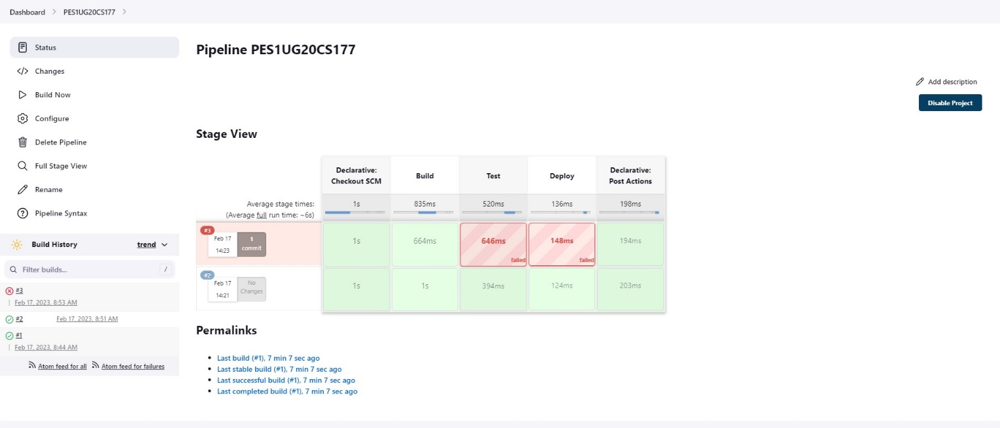 Dashboard
PES1UG20CS177
Status
Changes
Build Now
Configure
Delete Pipeline
Full Stage View
Rename
Pipeline Syntax
Build History
trend
Filter builds...
/
#3
Feb 17, 2023, 8:53 AM
#2 Feb 17, 2023, 8:51 AM
#1
Feb 17, 2023, 8:44 AM
Atom feed for all Atom feed for failures
Pipeline PES1UG20CS177
Add description
Disable Project
Stage View
Declarative: Checkout SCM
Build
Test
Deploy
Declarative: Post Actions
Average stage times:
(Average full run time: ~6s)
1s 835ms 520ms 136ms 198ms
#3
Feb 17
14:23
1
commit
1s 664ms 646ms 148ms 194ms
failed failed
#2
Feb 17
14:21
No
Changes
1s 1s 394ms 124ms 203ms
Permalinks
Last build (#1), 7 min 7 sec ago
Last stable build (#1), 7 min 7 sec ago
Last successful build (#1), 7 min 7 sec ago
Last completed build (#1), 7 min 7 sec ago